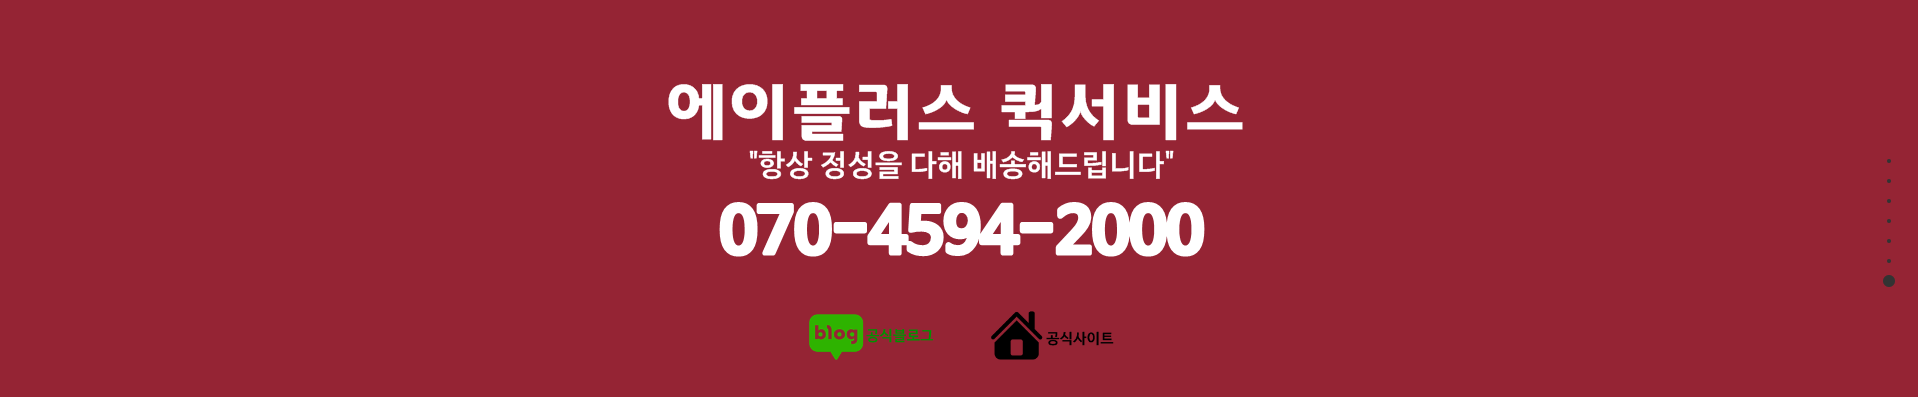 에이플러스 퀵서비스
"항상 정성을 다해 배송해드립니다"
070-4594-2000
blog 공식블로그
공식사이트